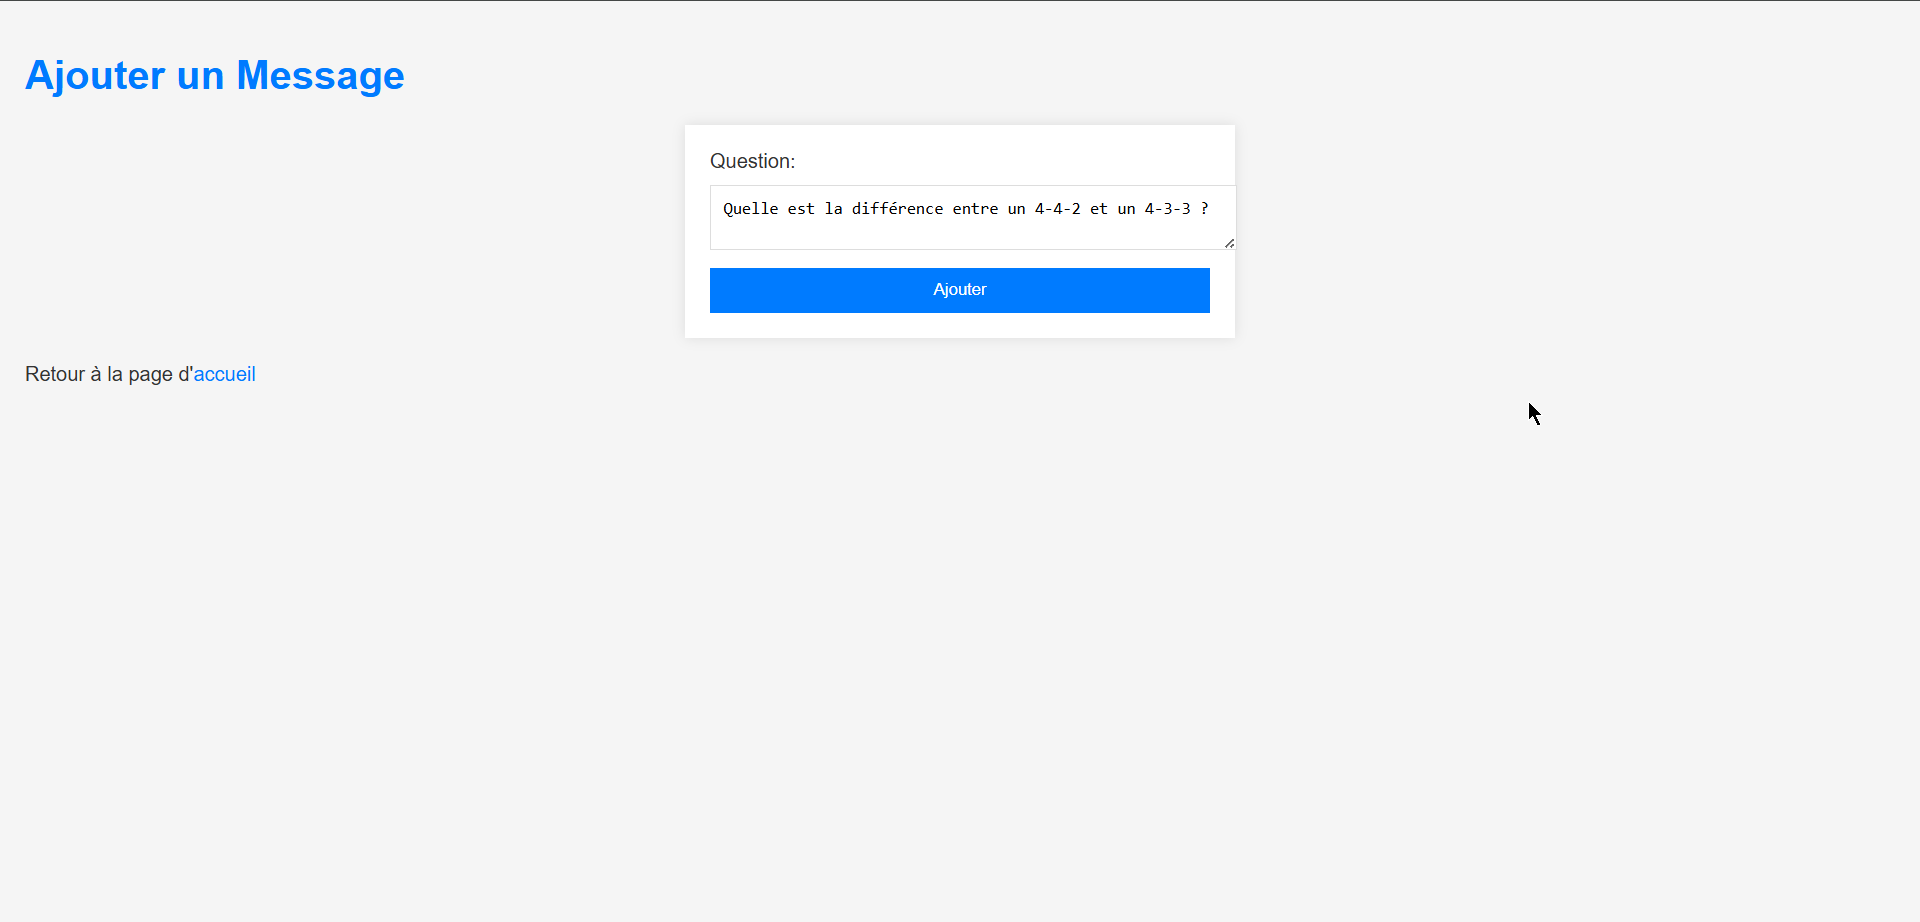 Ajouter un Message
Question:
Quelle est la différence entre un 4-4-2 et un 4-3-3 ?
Ajouter
Retour à la page d'accueil